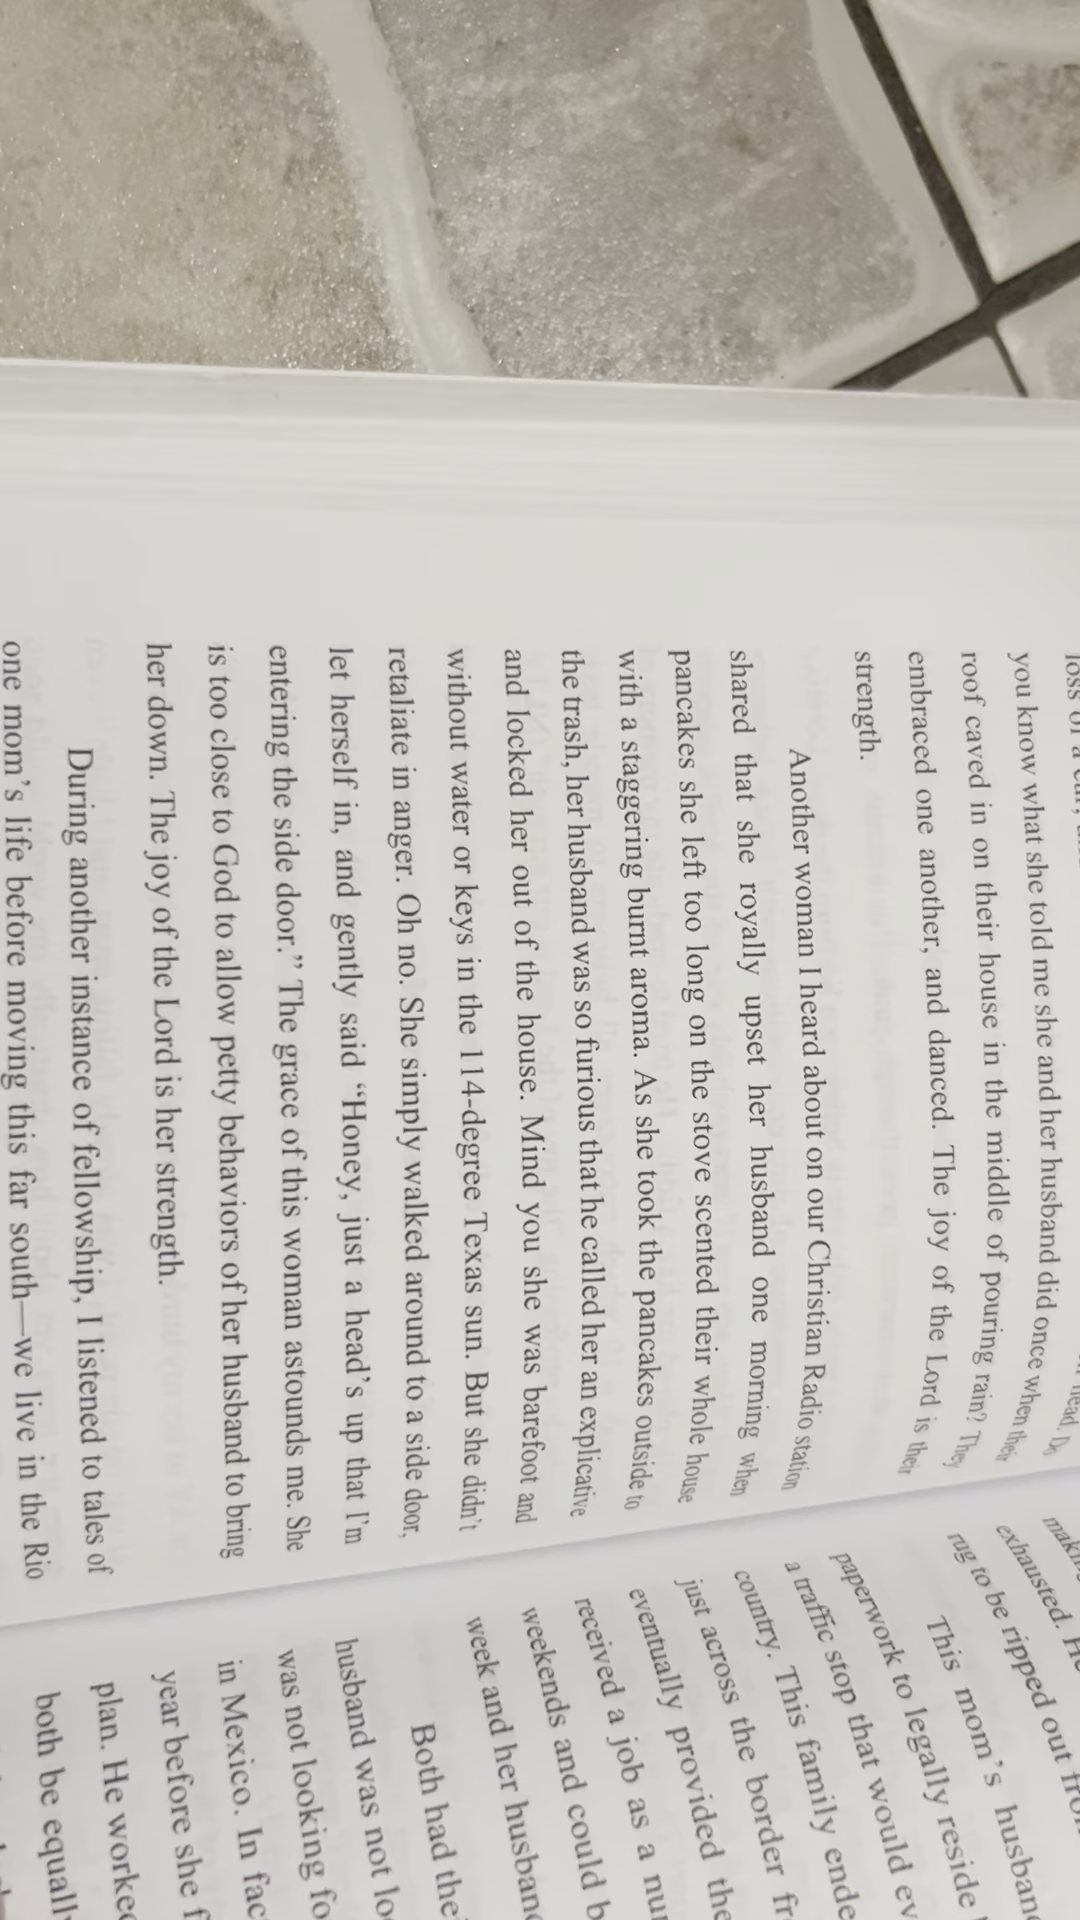 you know what she told me she and her husband did once when their
roof caved in on their house in the middle of pouring rain? They
embraced one another, and danced. The joy of the Lord is their
strength.
Another woman I heard about on our Christian Radio station
shared that she royally upset her husband one morning when
pancakes she left too long on the stove scented their whole house
with a staggering burnt aroma. As she took the pancakes outside to
the trash, her husband was so furious that he called her an explicative
and locked her out of the house. Mind you she was barefoot and
without water or keys in the 114-degree Texas sun. But she didn't
retaliate in anger. Oh no. She simply walked around to a side door,
let herself in, and gently said “Honey, just a head's up that I'm
entering the side door.” The grace of this woman astounds me. She
is too close to God to allow petty behaviors of her husband to bring
her down. The joy of the Lord is her strength.
During another instance of fellowship, I listened to tales of
one mom's life before moving this far south—we live in the Rio
exhausted.
rug to be ripped out
This mom's
paperwork to legally reside
a traffic stop that would
country. This family
just across the border
eventually provided
received a job as a
weekends and could
week and her
Both had
husband was not
was not looking
in Mexico. In
year before she
plan. He
both be